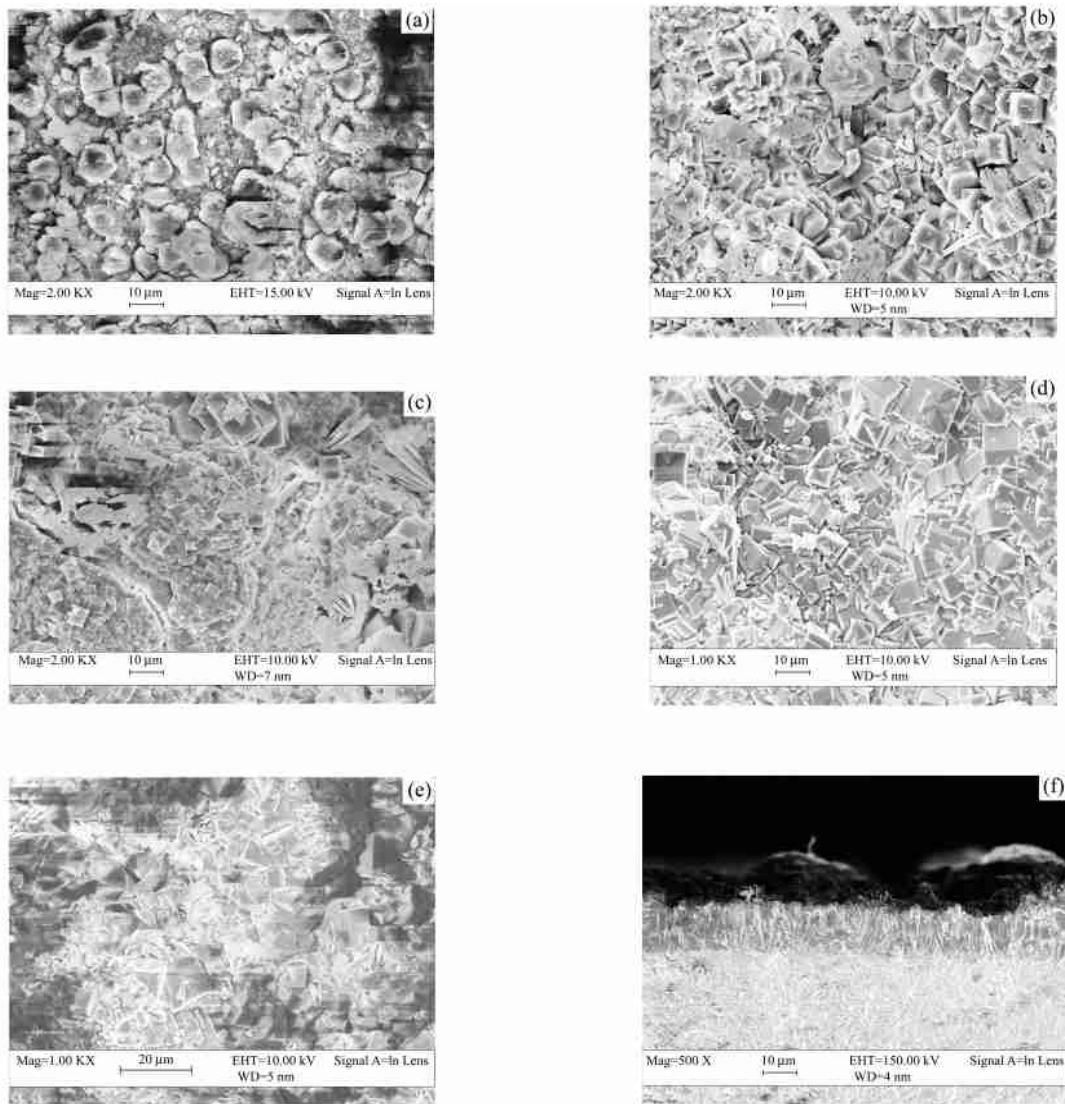 (a)
Mag=2.00 KX 10 μm EHT=15.00 kV Signal A=In Lens
(b)
Mag=2.00 KX 10 μm EHT=10.00 kV Signal A=In Lens
WD=5 nm
(c)
Mag=2.00 KX 10 μm EHT=10.00 kV Signal A=In Lens
WD=7 nm
(d)
Mag=1.00 KX 10 μm EHT=10.00 kV Signal A=In Lens
WD=5 nm
(e)
Mag=1.00 KX 20 μm EHT=10.00 kV Signal A=In Lens
WD=5 nm
(f)
Mag=500 X 10 μm EHT=150.00 kV Signal A=In Lens
WD=4 nm